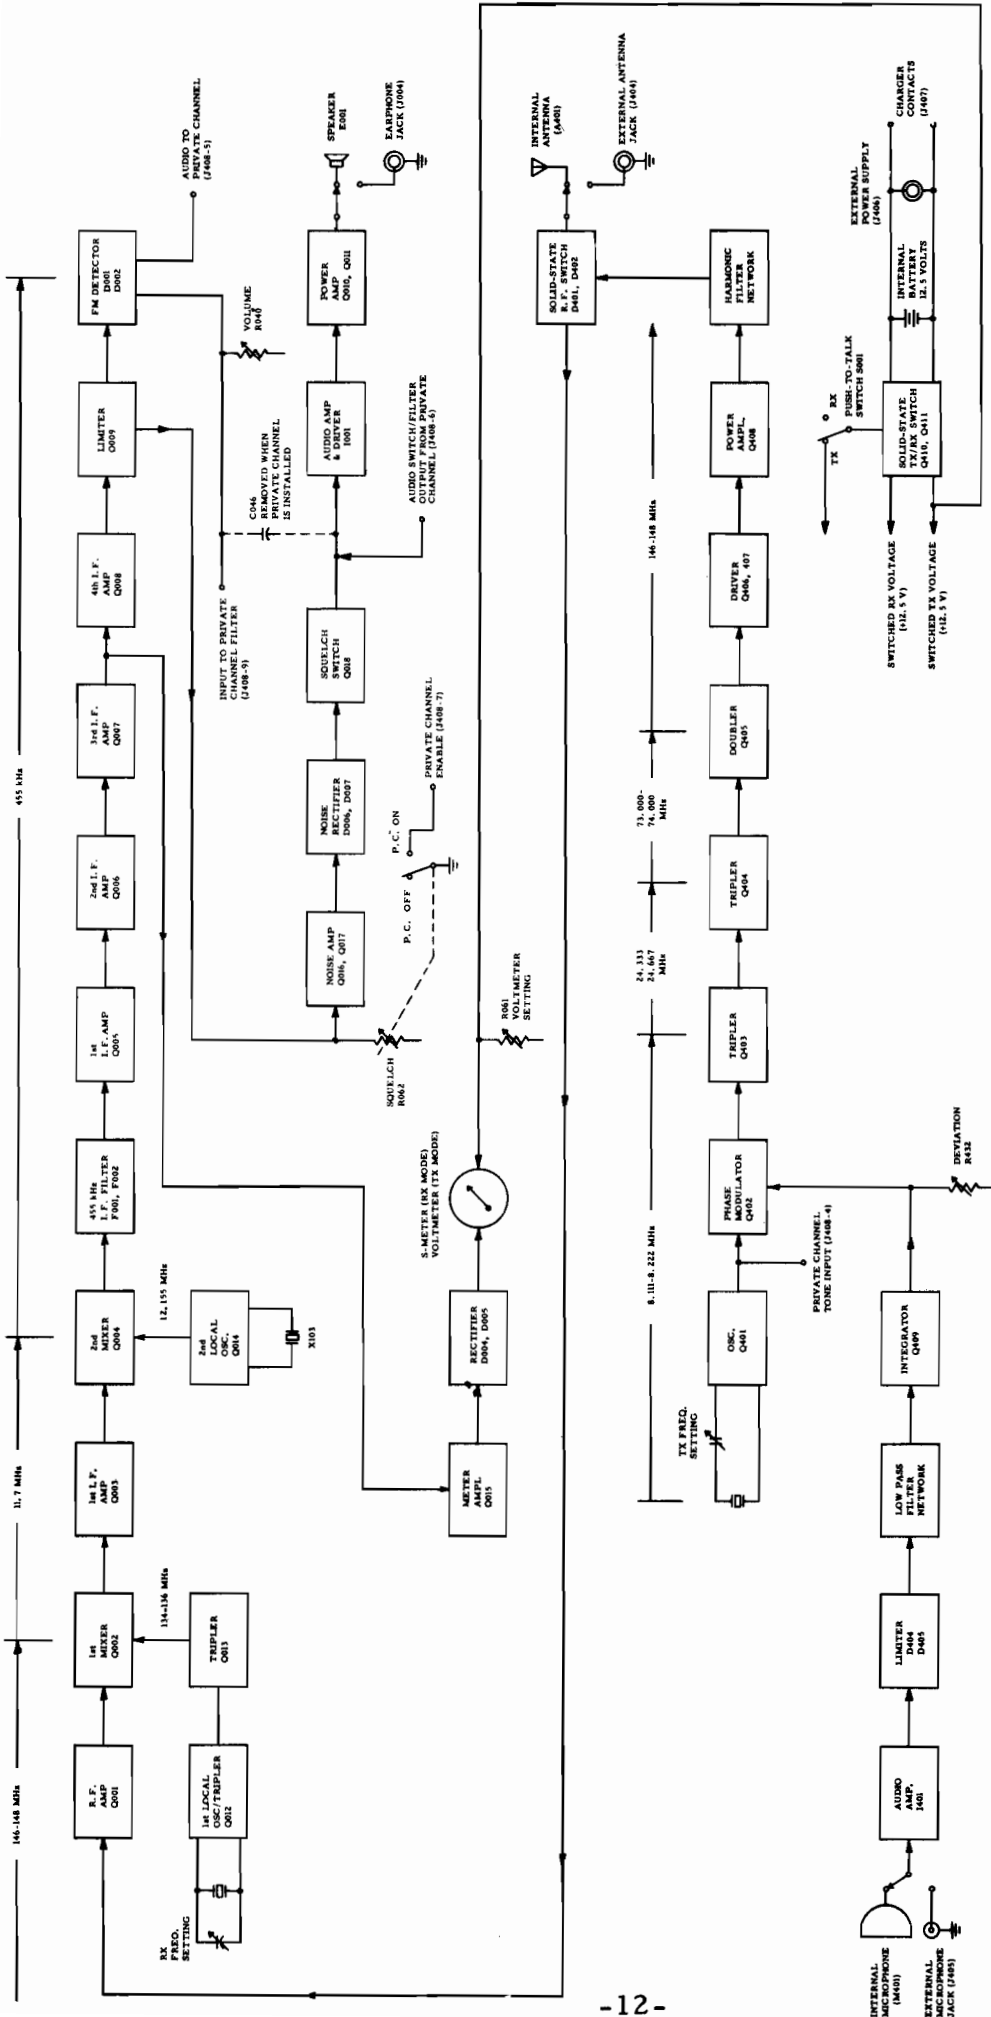 146-148 MHz
11.7 MHz
455 kHz
R.F.
AMP
Q001
1st
MIXER
Q002
1st I.F.
AMP
Q003
2nd
MIXER
Q004
455 kHz
I.F. FILTER
F001, F002
1st
I.F. AMP
Q005
2nd I.F.
AMP
Q006
3rd I.F.
AMP
Q007
4th I.F.
AMP
Q008
LIMITER
Q009
FM DETECTOR
D001
D002
AUDIO TO
PRIVATE CHANNEL
(J408-5)
134-136 MHz
12.155 MHz
RX
FREQ.
SETTING
1st LOCAL
OSC/TRIPLER
Q012
TRIPLER
Q013
2nd
LOCAL
OSC.
Q014
X103
INPUT TO PRIVATE
CHANNEL FILTER
(J408-9)
VOLUME
R040
C046
REMOVED WHEN
PRIVATE CHANNEL
IS INSTALLED
SQUELCH
R062
NOISE AMP
Q016, Q017
NOISE
RECTIFIER
D006, D007
SQUELCH
SWITCH
Q018
AUDIO AMP
& DRIVER
I001
POWER
AMP
Q010, Q011
SPEAKER
E001
EARPHONE
JACK (J004)
P.C. OFF
P.C. ON
PRIVATE CHANNEL
ENABLE (J408-7)
AUDIO SWITCH/FILTER
OUTPUT FROM PRIVATE
CHANNEL (J408-6)
METER
AMPL
Q015
RECTIFIER
D004, D005
S-METER (RX MODE)
VOLTMETER (TX MODE)
R061
VOLTMETER
SETTING
SOLID-STATE
R.F. SWITCH
D401, D402
INTERNAL
ANTENNA
(A401)
EXTERNAL ANTENNA
JACK (J404)
8.111-8.222 MHz
24.333
24.667
MHz
73.000-
74.000
MHz
146-148 MHz
TX FREQ.
SETTING
OSC.
Q401
PHASE
MODULATOR
Q402
TRIPLER
Q403
TRIPLER
Q404
DOUBLER
Q405
DRIVER
Q406, 407
POWER
AMPL.
Q408
HARMONIC
FILTER
NETWORK
PRIVATE CHANNEL
TONE INPUT (J408-4)
INTERNAL
MICROPHONE
(M401)
EXTERNAL
MICROPHONE
JACK (J405)
AUDIO
AMP.
I401
LIMITER
D404
D405
LOW PASS
FILTER
NETWORK
INTEGRATOR
Q409
DEVIATION
R432
TX
RX
PUSH-TO-TALK
SWITCH S001
SWITCHED RX VOLTAGE
(+12.5 V)
SWITCHED TX VOLTAGE
(+12.5 V)
SOLID-STATE
TX/RX SWITCH
Q410, Q411
INTERNAL
BATTERY
12.5 VOLTS
EXTERNAL
POWER SUPPLY
(J406)
CHARGER
CONTACTS
(J407)
-12-